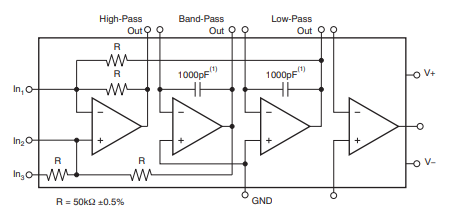 High-Pass Band-Pass Low-Pass
Out Out Out
R
R 1000pF(1) 1000pF(1) V+
In1
In2
In3 R R V−
GND
R = 50kΩ ±0.5%